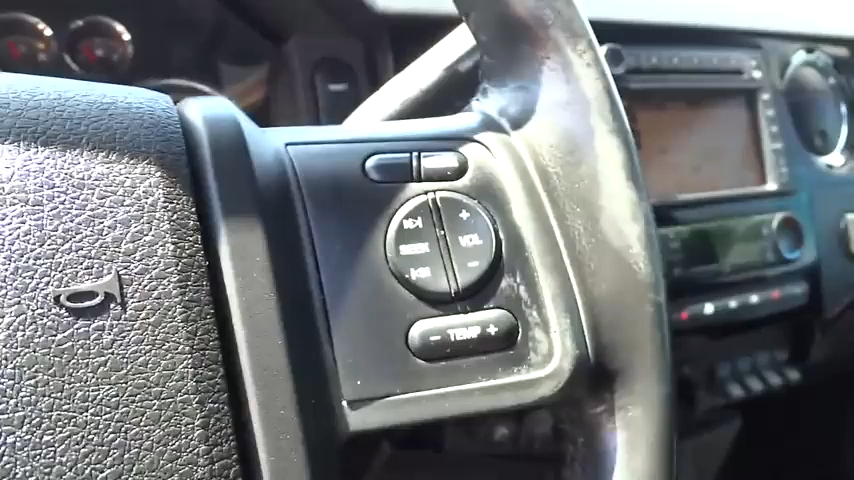 +
SEEK VOL
-
- TEMP +